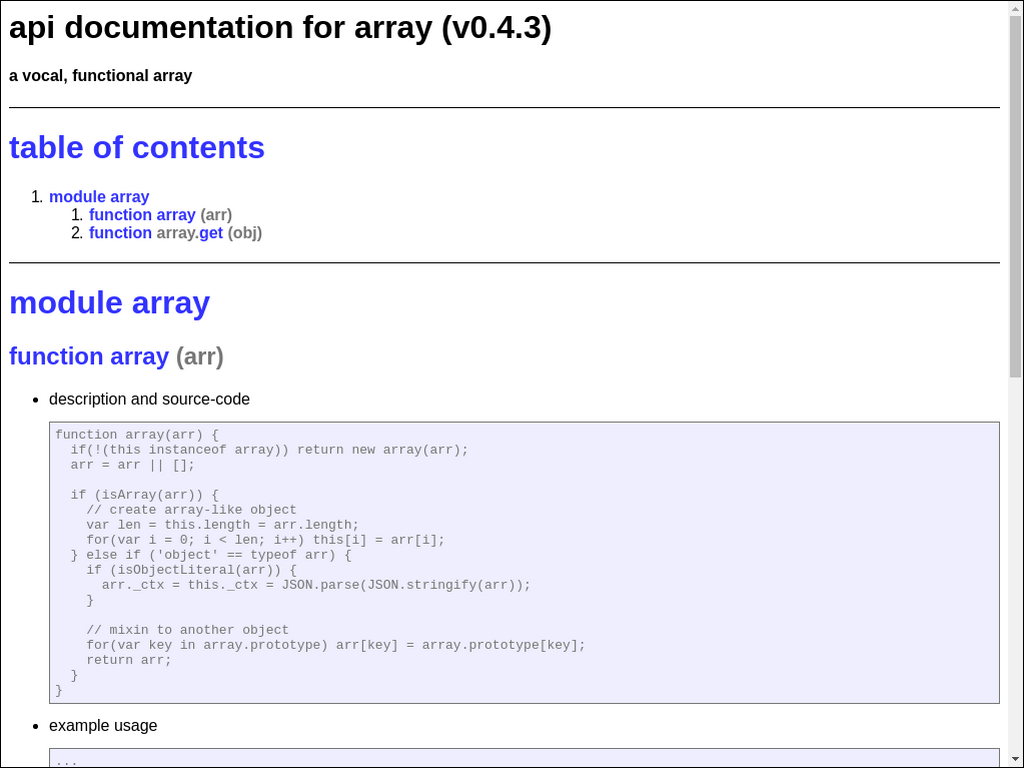 api documentation for array (v0.4.3)
a vocal, functional array
table of contents
1. module array
1. function array (arr)
2. function array.get (obj)
module array
function array (arr)
• description and source-code
function array(arr) {
  if(!(this instanceof array)) return new array(arr);
  arr = arr || [];

  if (isArray(arr)) {
    // create array-like object
    var len = this.length = arr.length;
    for(var i = 0; i < len; i++) this[i] = arr[i];
  } else if ('object' == typeof arr) {
    if (isObjectLiteral(arr)) {
      arr._ctx = this._ctx = JSON.parse(JSON.stringify(arr));
    }

    // mixin to another object
    for(var key in array.prototype) arr[key] = array.prototype[key];
    return arr;
  }
}
• example usage
...